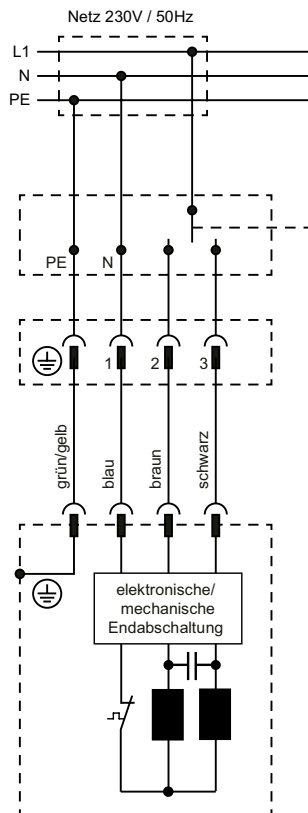 Netz 230V / 50Hz
L1
N
PE
PE
N
1
2
3
grün/gelb
blau
braun
schwarz
elektronische/
mechanische
Endabschaltung